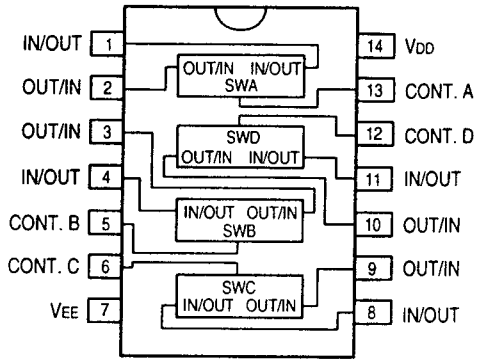 IN/OUT 1
14 VDD
OUT/IN IN/OUT
SWA
OUT/IN 2
13 CONT. A
OUT/IN 3
SWD
12 CONT. D
OUT/IN IN/OUT
IN/OUT 4
11 IN/OUT
IN/OUT OUT/IN
SWB
CONT. B 5
10 OUT/IN
CONT. C 6
9 OUT/IN
SWC
IN/OUT OUT/IN
VEE 7
8 IN/OUT